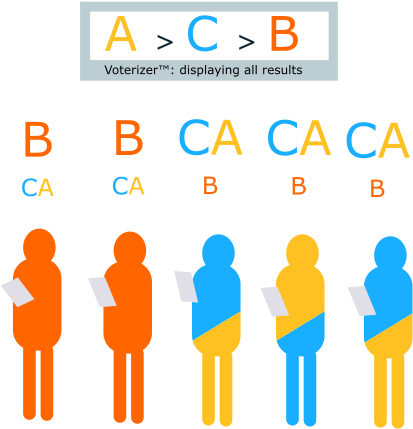 A > C > B
Voterizer™: displaying all results
B B CA CA CA
CA CA B B B